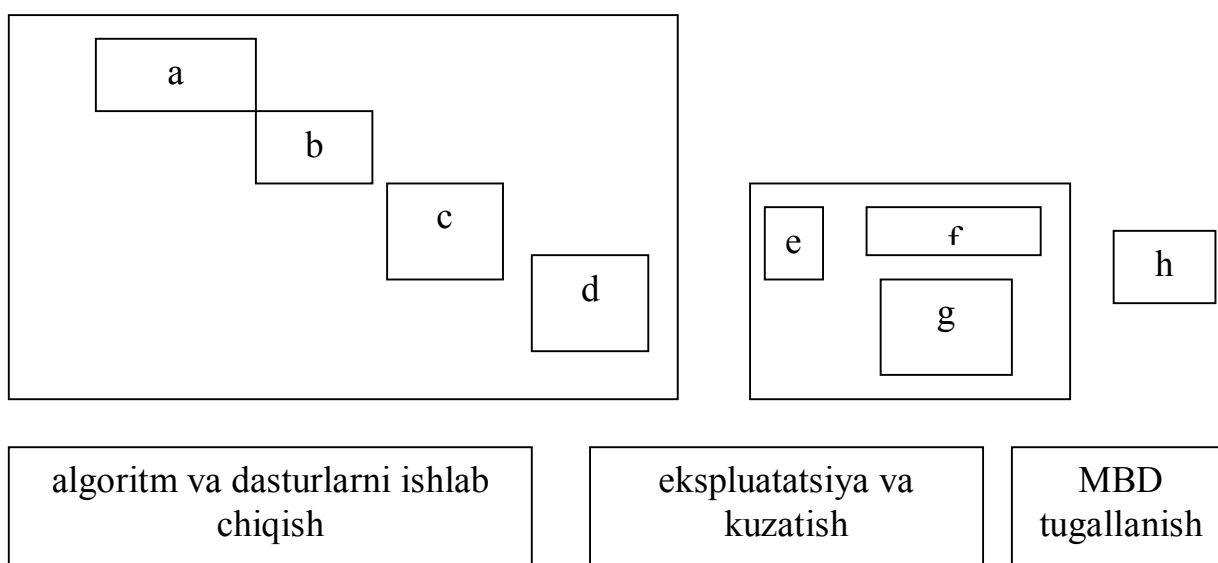 a
b
c
d
e
f
g
h
algoritm va dasturlarni ishlab
chiqish
ekspluatatsiya va
kuzatish
MBD
tugallanish